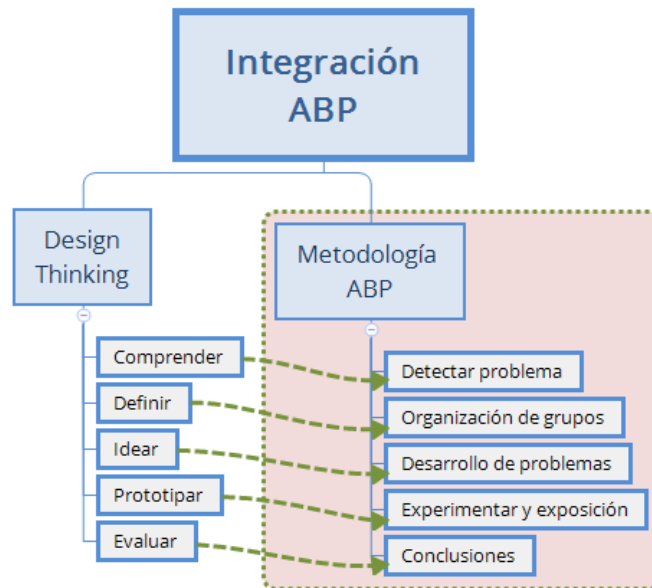 Integración
ABP
Design
Thinking
Comprender
Definir
Idear
Prototipar
Evaluar
Metodología
ABP
Detectar problema
Organización de grupos
Desarrollo de problemas
Experimentar y exposición
Conclusiones